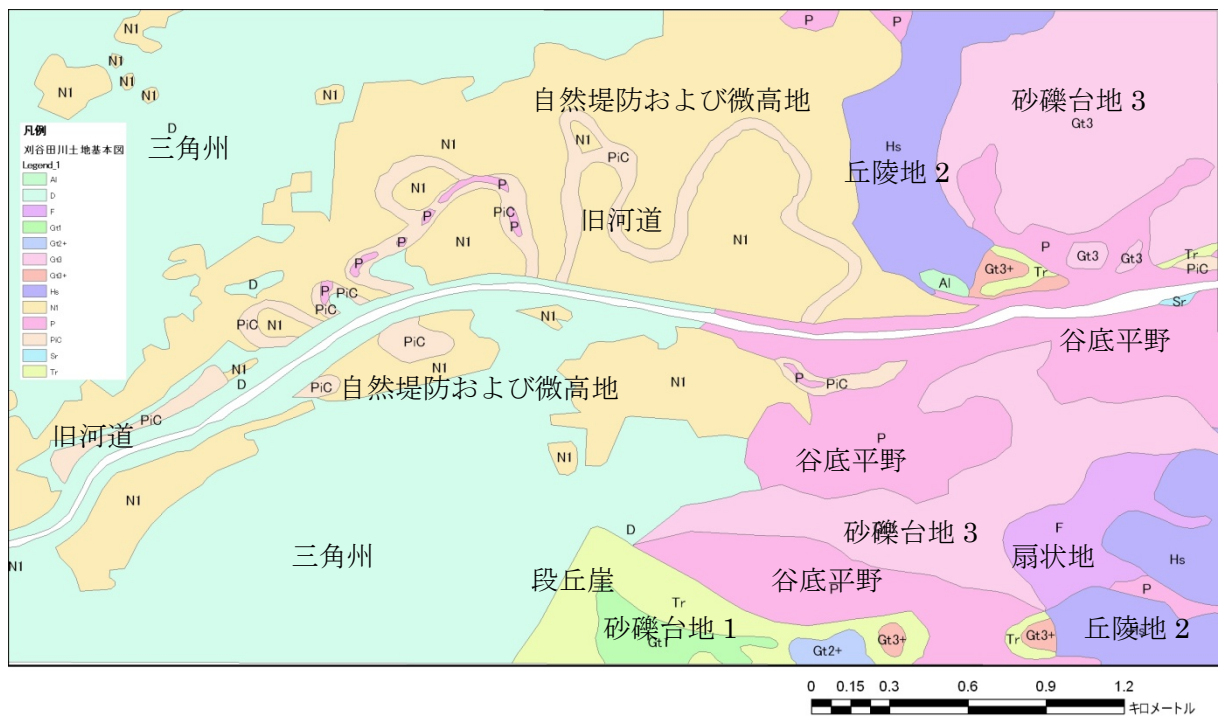 N1
P
P
N1
N1
N1
N1
N1
自然堤防および微高地
砂礫台地 3
Gt3
凡例
刈谷田川土地基本図
Legend_1
Al
D
F
Gt1
Gt2+
Gt3
Gt3+
Hs
N1
P
PiC
Sr
Tr
D
三角州
N1
N1
PiC
Hs
丘陵地 2
N1
P
PiC
P
P
旧河道
N1
N1
P
P
Gt3
Gt3
Tr
PiC
P
Gt3+
Tr
D
P
PiC
Al
Sr
PiC
N1
PiC
N1
谷底平野
PiC
N1
N1
D
PiC
自然堤防および微高地
N1
P
PiC
PiC
旧河道
P
谷底平野
N1
N1
D
砂礫台地 3
F
扇状地
Hs
三角州
N1
段丘崖
谷底平野
P
P
Tr
砂礫台地 1
Gt1
Gt2+
Gt3+
Tr
Gt3+
丘陵地 2
Hs
0 0.15 0.3 0.6 0.9 1.2
キロメートル